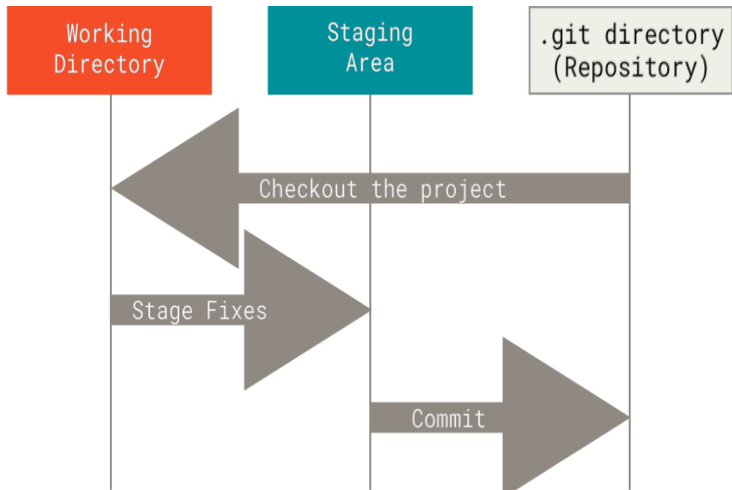 Working
Directory
Staging
Area
.git directory
(Repository)
Checkout the project
Stage Fixes
Commit